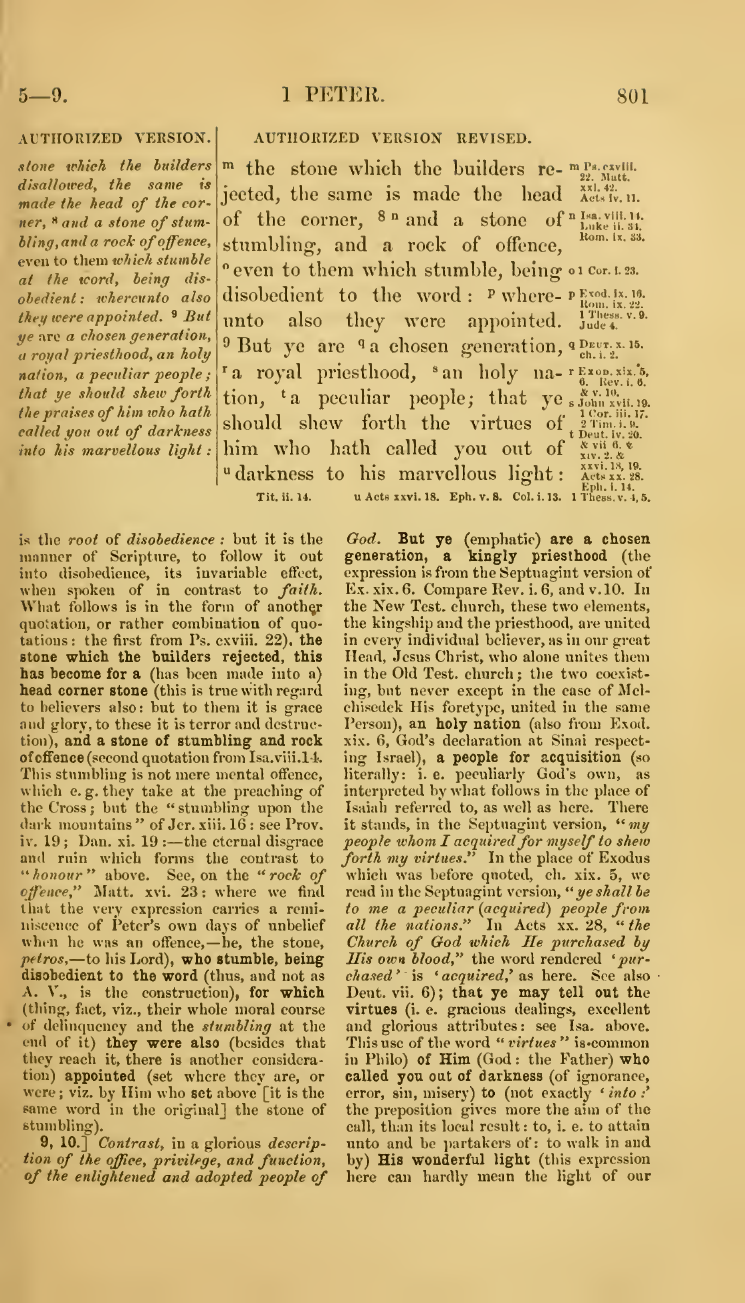 5—9.
1 PETER.
801
AUTHORIZED VERSION.
stone which the builders
disallowed, the same is
made the head of the cor-
ner, 8 and a stone of stum-
bling, and a rock of offence,
even to them which stumble
at the word, being dis-
obedient: whereunto also
they were appointed. 9 But
ye are a chosen generation,
a royal priesthood, an holy
nation, a peculiar people;
that ye should shew forth
the praises of him who hath
called you out of darkness
into his marvellous light:
AUTHORIZED VERSION REVISED.
m the stone which the builders re-
jected, the same is made the head
of the corner, 8 n and a stone of
stumbling, and a rock of offence,
o even to them which stumble, being
disobedient to the word: p where-
unto also they were appointed.
9 But ye are q a chosen generation,
r a royal priesthood, s an holy na-
tion, t a peculiar people; that ye
should shew forth the virtues of
him who hath called you out of
u darkness to his marvellous light:
m Ps. cxviii.
22. Matt.
xxi. 42.
Acts iv. 11.
n Isa. viii. 14.
Luke ii. 34.
Rom. ix. 33.
o 1 Cor. i. 23.
p Exod. ix. 16.
Rom. ix. 22.
1 Thess. v. 9.
Jude 4.
q DEUT. x. 15.
ch. i. 2.
r EXOD. xix. 5,
6. Rev. i. 6.
& v. 10.
s John xvii. 19.
1 Cor. iii. 17.
2 Tim. i. 9.
t Deut. iv. 20.
& vii 6. &
xiv. 2. &
xxvi. 18, 19.
Acts xx. 28.
Eph. i. 14.
Tit. ii. 14. u Acts xxvi. 18. Eph. v. 8. Col. i. 13. 1 Thess. v. 4, 5.
is the root of disobedience: but it is the
manner of Scripture, to follow it out
into disobedience, its invariable effect,
when spoken of in contrast to faith.
What follows is in the form of another
quotation, or rather combination of quo-
tations: the first from Ps. cxviii. 22), the
stone which the builders rejected, this
has become for a (has been made into a)
head corner stone (this is true with regard
to believers also: but to them it is grace
and glory, to these it is terror and destruc-
tion), and a stone of stumbling and rock
of offence (second quotation from Isa. viii. 14.
This stumbling is not mere mental offence,
which e. g. they take at the preaching of
the Cross; but the “stumbling upon the
dark mountains” of Jer. xiii. 16: see Prov.
iv. 19; Dan. xi. 19:—the eternal disgrace
and ruin which forms the contrast to
“honour” above. See, on the “rock of
offence,” Matt. xvi. 23: where we find
that the very expression carries a remi-
niscence of Peter's own days of unbelief
when he was an offence,—he, the stone,
petros,—to his Lord), who stumble, being
disobedient to the word (thus, and not as
A. V., is the construction), for which
(thing, fact, viz., their whole moral course
of delinquency and the stumbling at the
end of it) they were also (besides that
they reach it, there is another considera-
tion) appointed (set where they are, or
were; viz. by Him who set above [it is the
same word in the original] the stone of
stumbling).
9, 10.] Contrast, in a glorious descrip-
tion of the office, privilege, and function,
of the enlightened and adopted people of
God. But ye (emphatic) are a chosen
generation, a kingly priesthood (the
expression is from the Septuagint version of
Ex. xix. 6. Compare Rev. i. 6, and v. 10. In
the New Test. church, these two elements,
the kingship and the priesthood, are united
in every individual believer, as in our great
Head, Jesus Christ, who alone unites them
in the Old Test. church; the two coexist-
ing, but never except in the case of Mel-
chisedek His foretype, united in the same
Person), an holy nation (also from Exod.
xix. 6, God's declaration at Sinai respect-
ing Israel), a people for acquisition (so
literally: i. e. peculiarly God's own, as
interpreted by what follows in the place of
Isaiah referred to, as well as here. There
it stands, in the Septuagint version, “my
people whom I acquired for myself to shew
forth my virtues.” In the place of Exodus
which was before quoted, ch. xix. 5, we
read in the Septuagint version, “ye shall be
to me a peculiar (acquired) people from
all the nations.” In Acts xx. 28, “the
Church of God which He purchased by
His own blood,” the word rendered ‘pur-
chased’ is ‘acquired,’ as here. See also
Deut. vii. 6); that ye may tell out the
virtues (i. e. gracious dealings, excellent
and glorious attributes: see Isa. above.
This use of the word “virtues” is common
in Philo) of Him (God: the Father) who
called you out of darkness (of ignorance,
error, sin, misery) to (not exactly ‘into:’
the preposition gives more the aim of the
call, than its local result: to, i. e. to attain
unto and be partakers of: to walk in and
by) His wonderful light (this expression
here can hardly mean the light of our